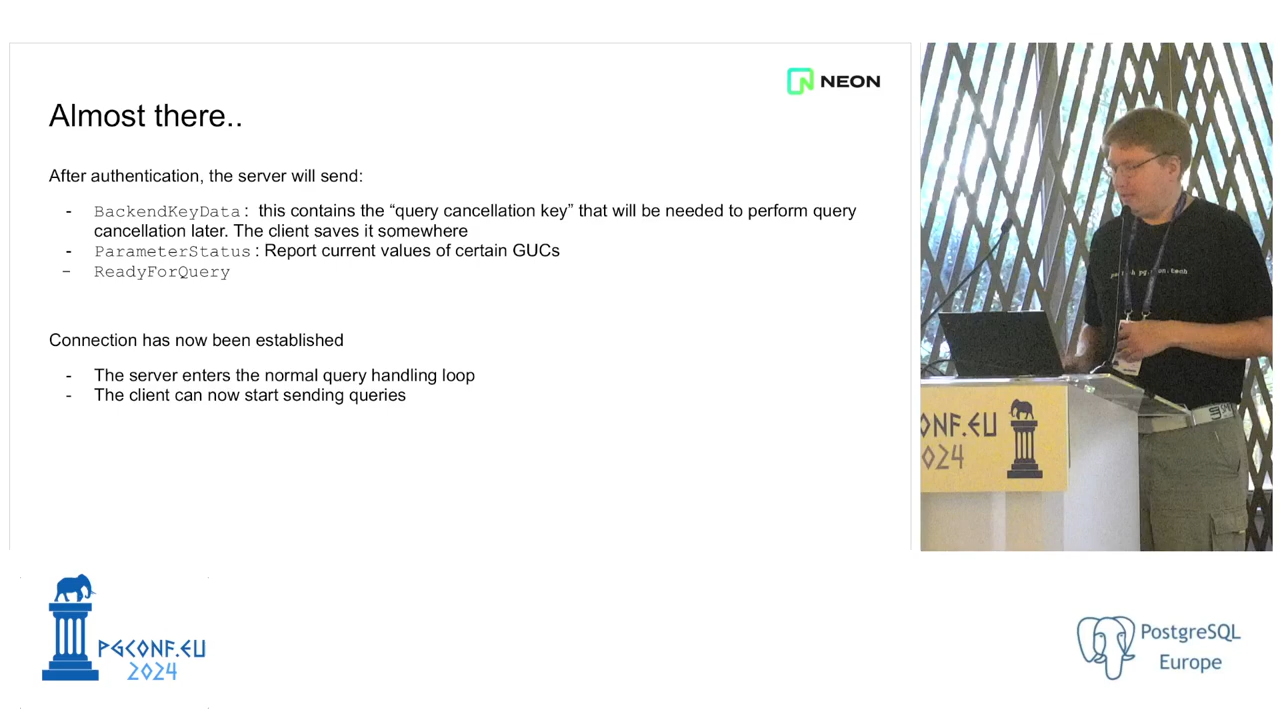 NEON
Almost there..
After authentication, the server will send:
- BackendKeyData: this contains the “query cancellation key” that will be needed to perform query
cancellation later. The client saves it somewhere
- ParameterStatus: Report current values of certain GUCs
- ReadyForQuery
Connection has now been established
- The server enters the normal query handling loop
- The client can now start sending queries
ONF.EU
2024
PGCONF.EU
2024
PostgreSQL
Europe